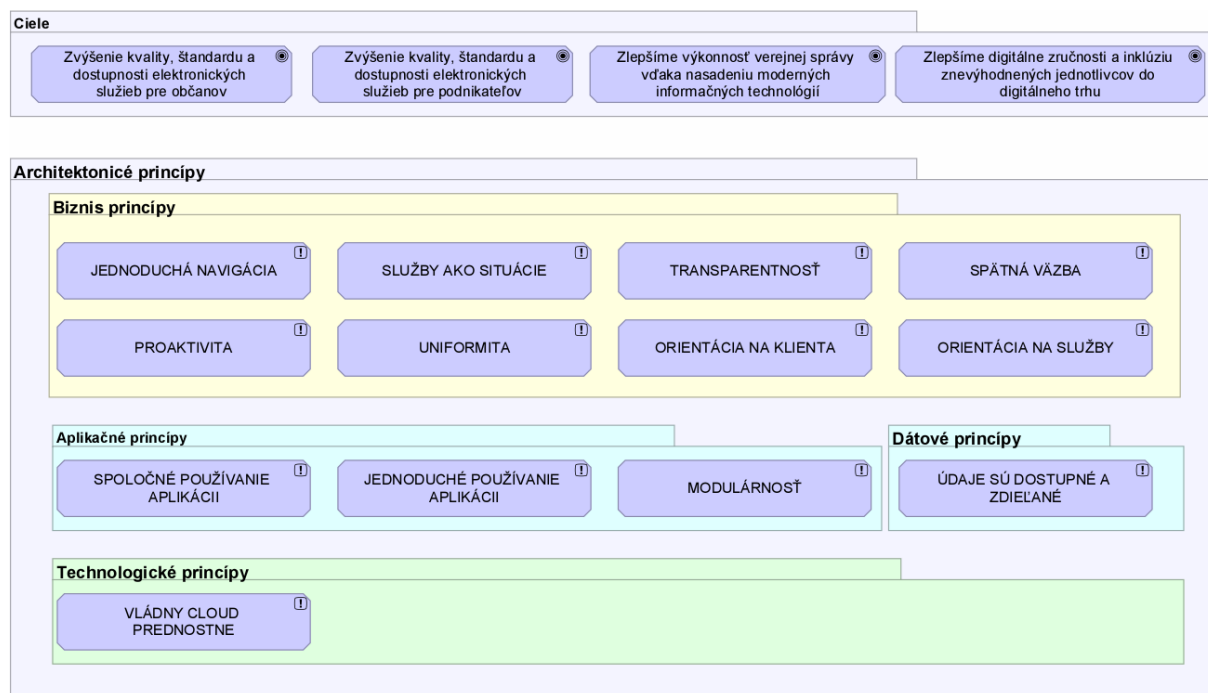 Ciele
Zvýšenie kvality, štandardu a
dostupnosti elektronických
služieb pre občanov
Zvýšenie kvality, štandardu a
dostupnosti elektronických
služieb pre podnikateľov
Zlepšíme výkonnosť verejnej správy
vďaka nasadeniu moderných
informačných technológií
Zlepšíme digitálne zručnosti a inklúziu
znevýhodnených jednotlivcov do
digitálneho trhu
Architektonicé princípy
Biznis princípy
JEDNODUCHÁ NAVIGÁCIA
SLUŽBY AKO SITUÁCIE
TRANSPARENTNOSŤ
SPÄTNÁ VÄZBA
PROAKTIVITA
UNIFORMITA
ORIENTÁCIA NA KLIENTA
ORIENTÁCIA NA SLUŽBY
Aplikačné princípy
SPOLOČNÉ POUŽÍVANIE
APLIKÁCII
JEDNODUCHÉ POUŽÍVANIE
APLIKÁCII
MODULÁRNOSŤ
Dátové princípy
ÚDAJE SÚ DOSTUPNÉ A
ZDIEĽANÉ
Technologické princípy
VLÁDNY CLOUD
PREDNOSTNE